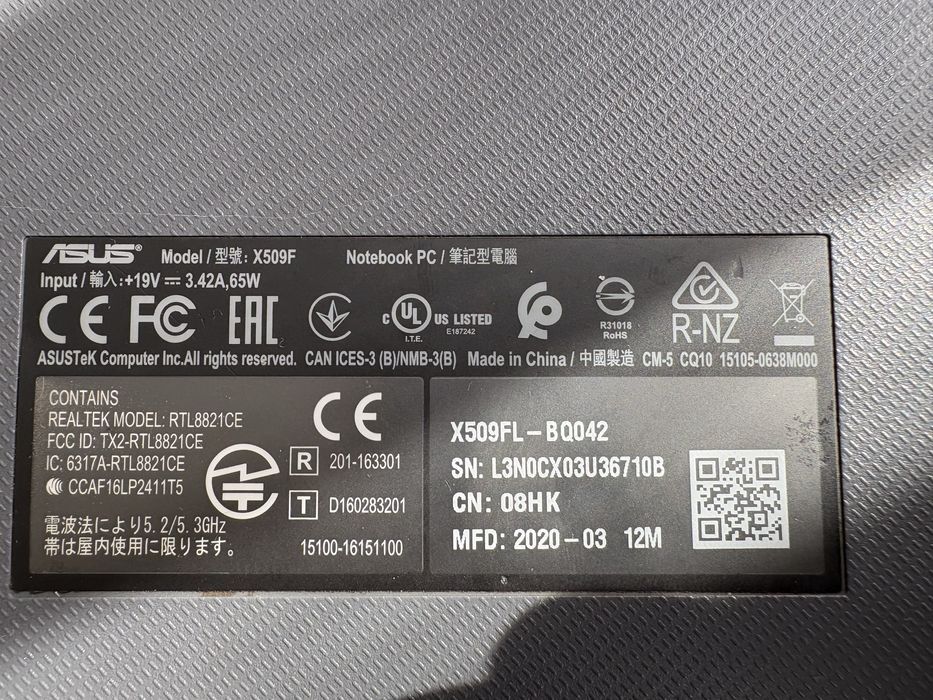 ASUS® Model / 型號: X509F Notebook PC / 筆記型電腦
Input / 輸入: +19V⎓ 3.42A,65W
CE FC EAC c UL US LISTED
I.T.E. E187242
R31018
RoHS
R-NZ
ASUSTeK Computer Inc.All rights reserved. CAN ICES-3 (B)/NMB-3(B) Made in China / 中國製造 CM-5 CQ10 15105-0638M000
CONTAINS
REALTEK MODEL: RTL8821CE
FCC ID: TX2-RTL8821CE
IC: 6317A-RTL8821CE
CCAF16LP2411T5
電波法により5.2/5.3GHz
帯は屋内使用に限ります。
CE
R 201-163301
T D160283201
15100-16151100
X509FL-BQ042
SN: L3N0CX03U36710B
CN: 08HK
MFD: 2020-03 12M